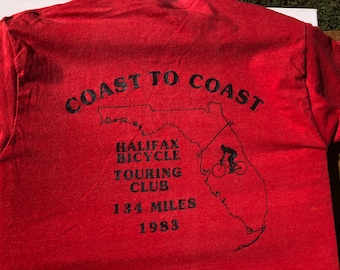 COAST TO COAST
HALIFAX
BICYCLE
TOURING
CLUB
134 MILES
1983